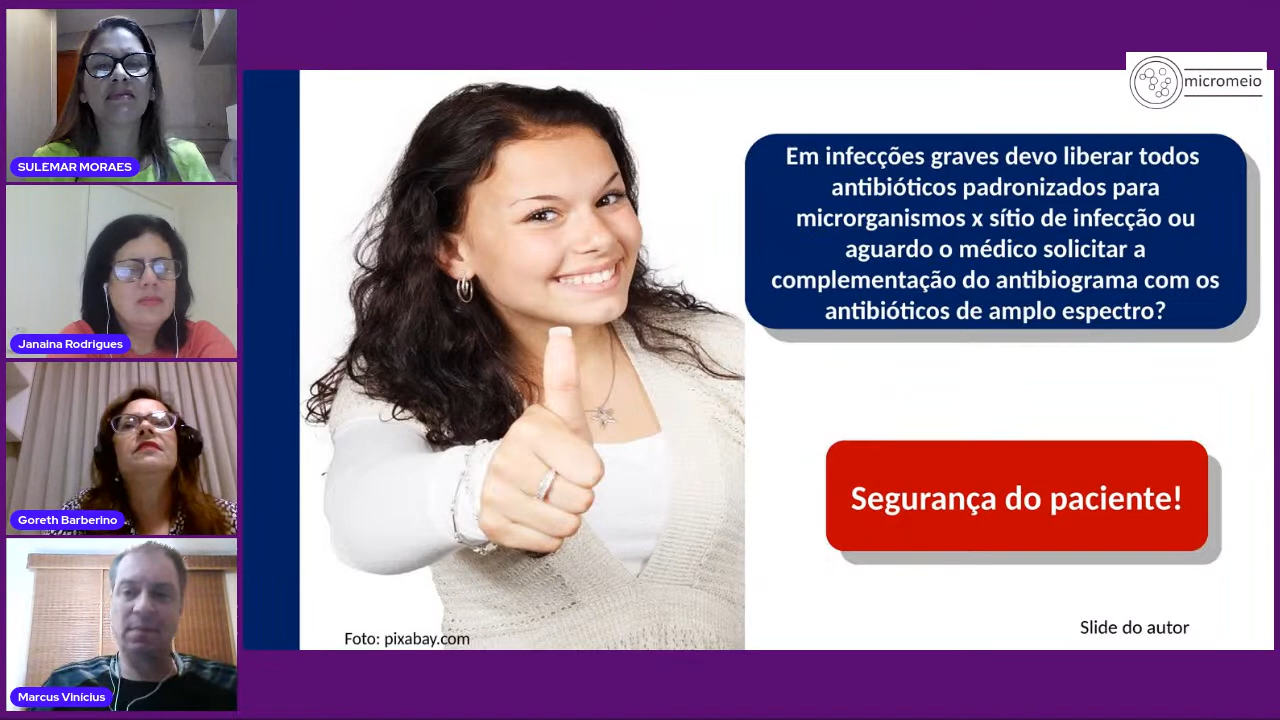 SULEMAR MORAES
Janaina Rodrigues
Goreth Barberino
Marcus Vinícius
micromeio
Em infecções graves devo liberar todos
antibióticos padronizados para
microrganismos x sítio de infecção ou
aguardo o médico solicitar a
complementação do antibiograma com os
antibióticos de amplo espectro?
Segurança do paciente!
Slide do autor
Foto: pixabay.com